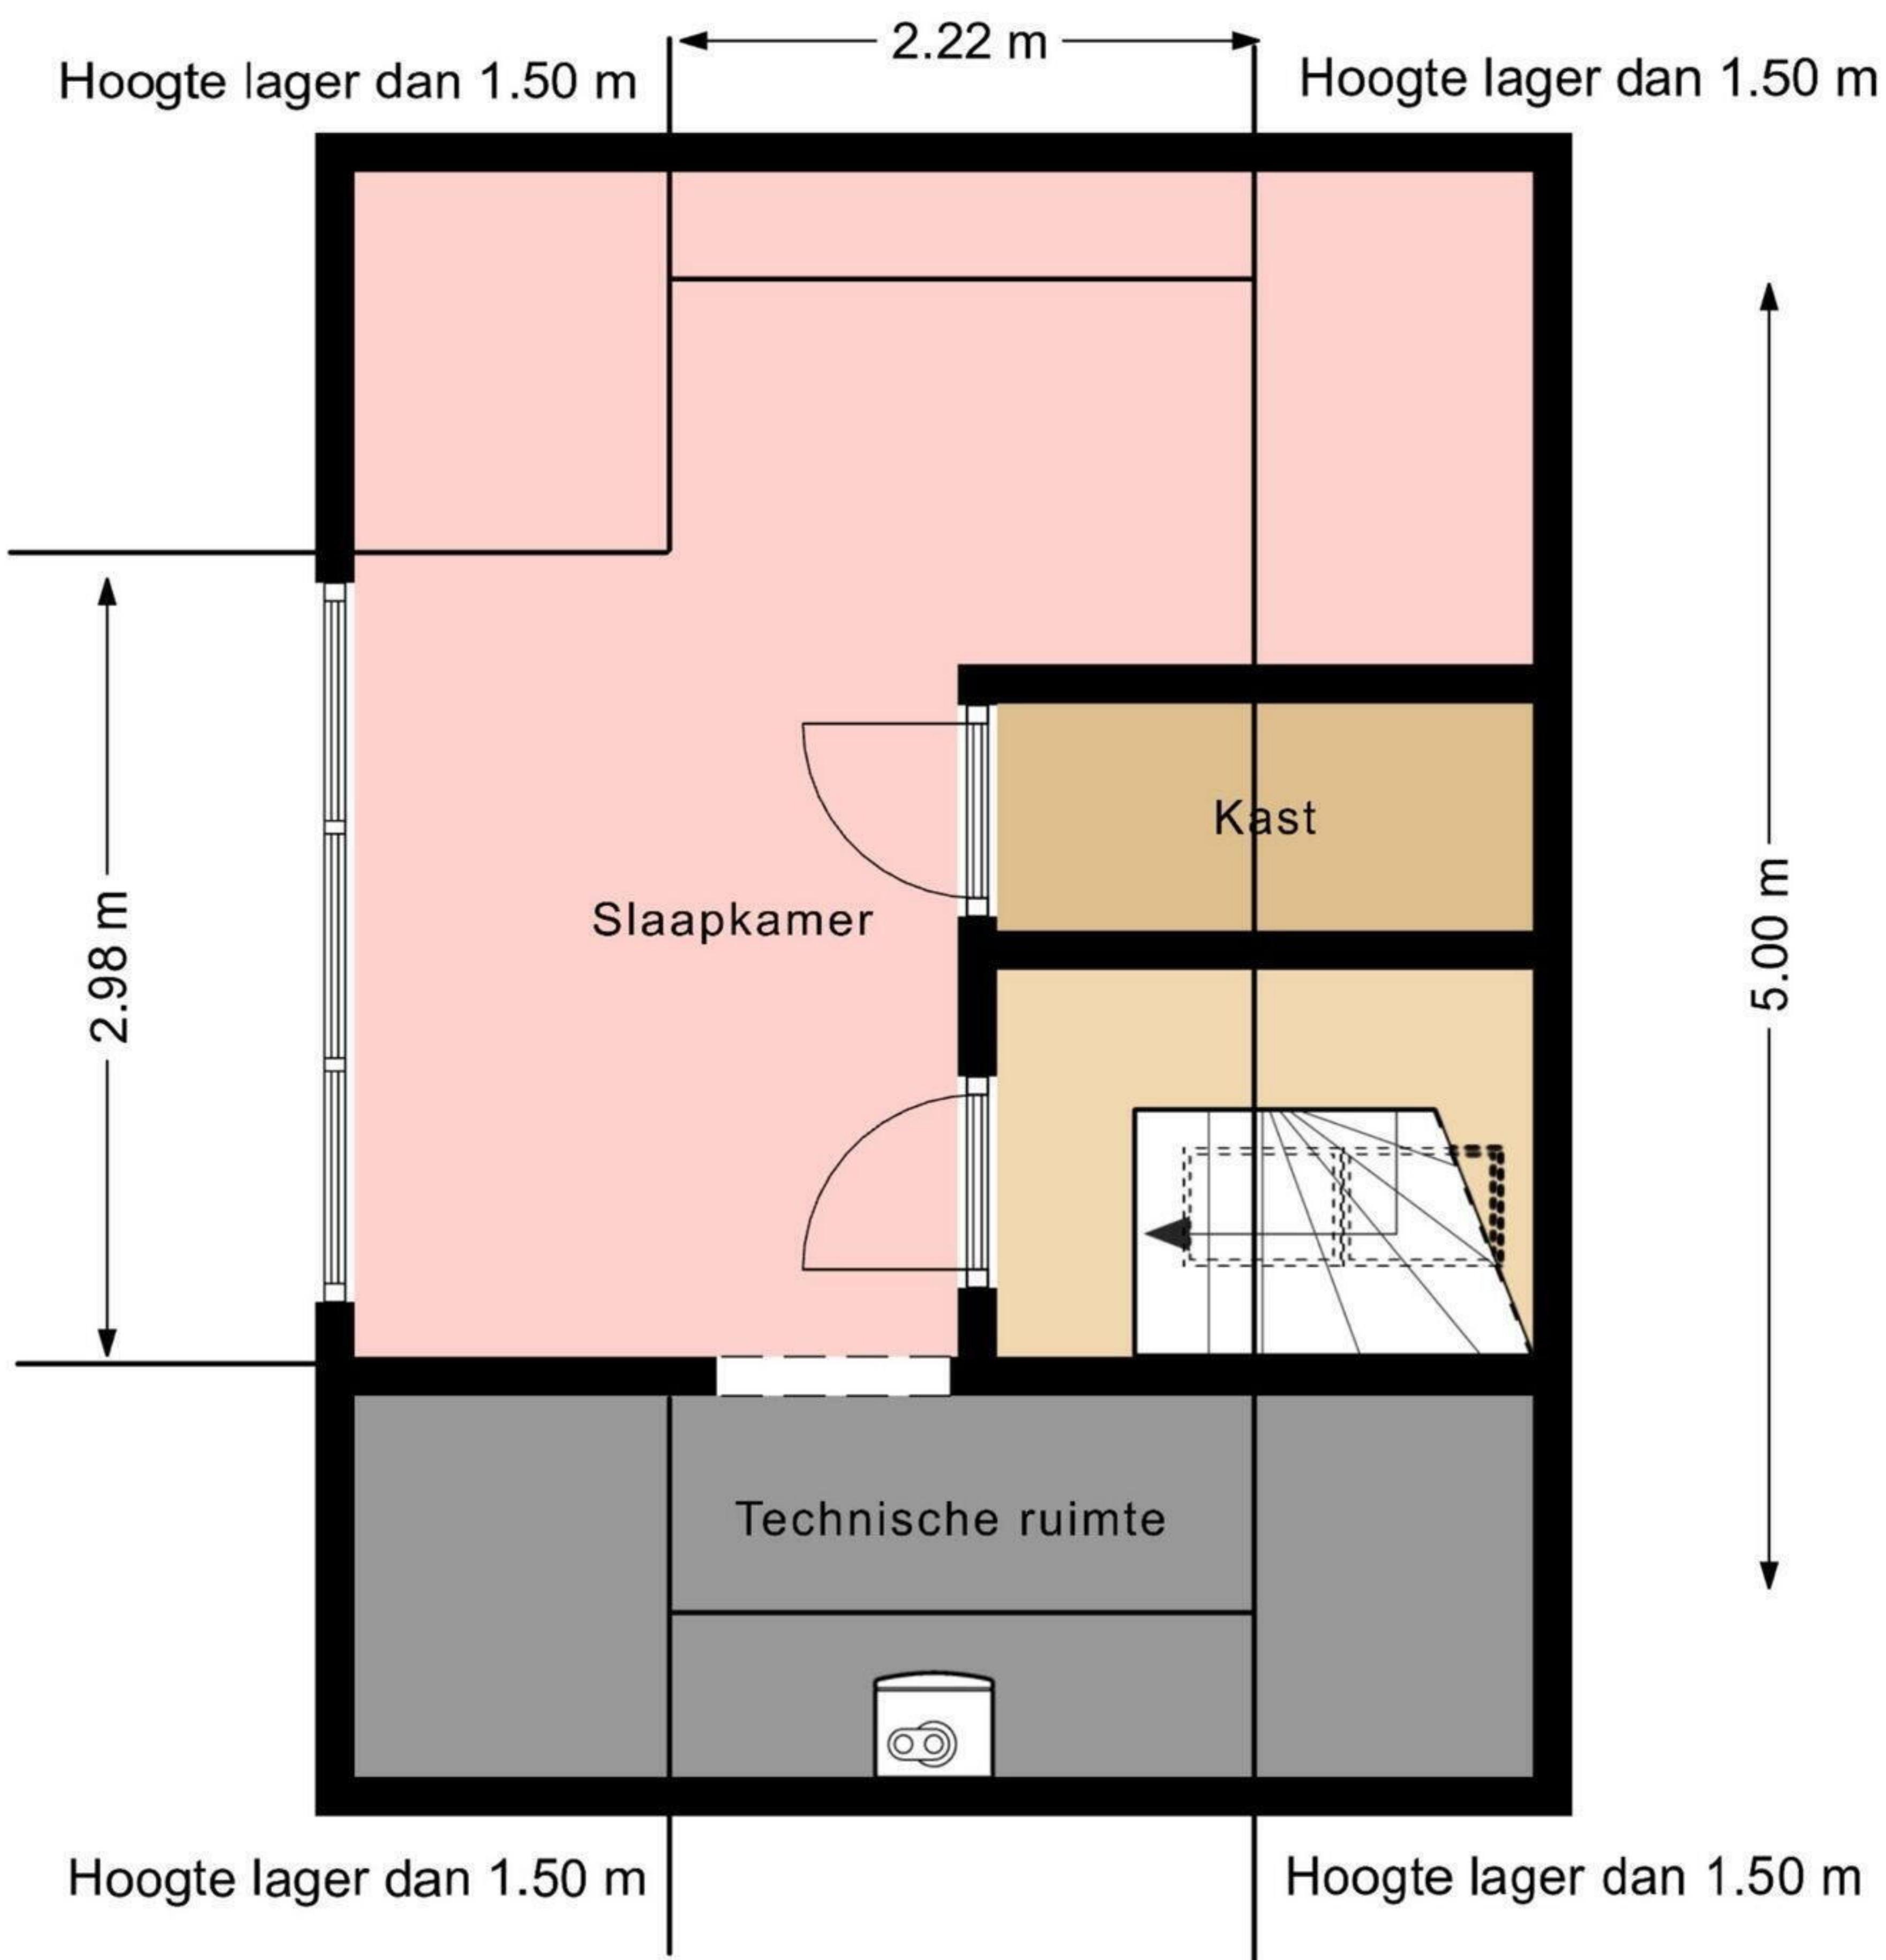 2.22 m
Hoogte lager dan 1.50 m
Hoogte lager dan 1.50 m
Kast
Slaapkamer
2.98 m
5.00 m
Technische ruimte
Hoogte lager dan 1.50 m
Hoogte lager dan 1.50 m